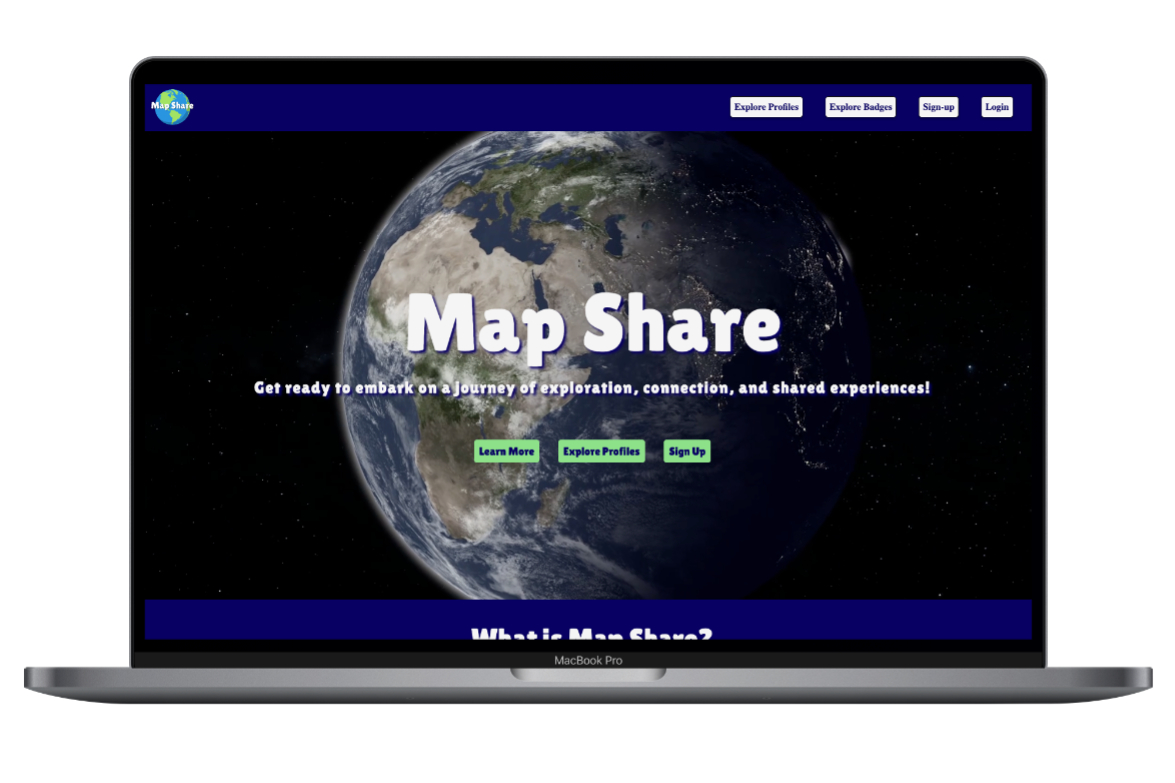 Map Share
Explore Profiles
Explore Badges
Sign-up
Login
Map Share
Get ready to embark on a journey of exploration, connection, and shared experiences!
Learn More
Explore Profiles
Sign Up
What is Map Share?
MacBook Pro